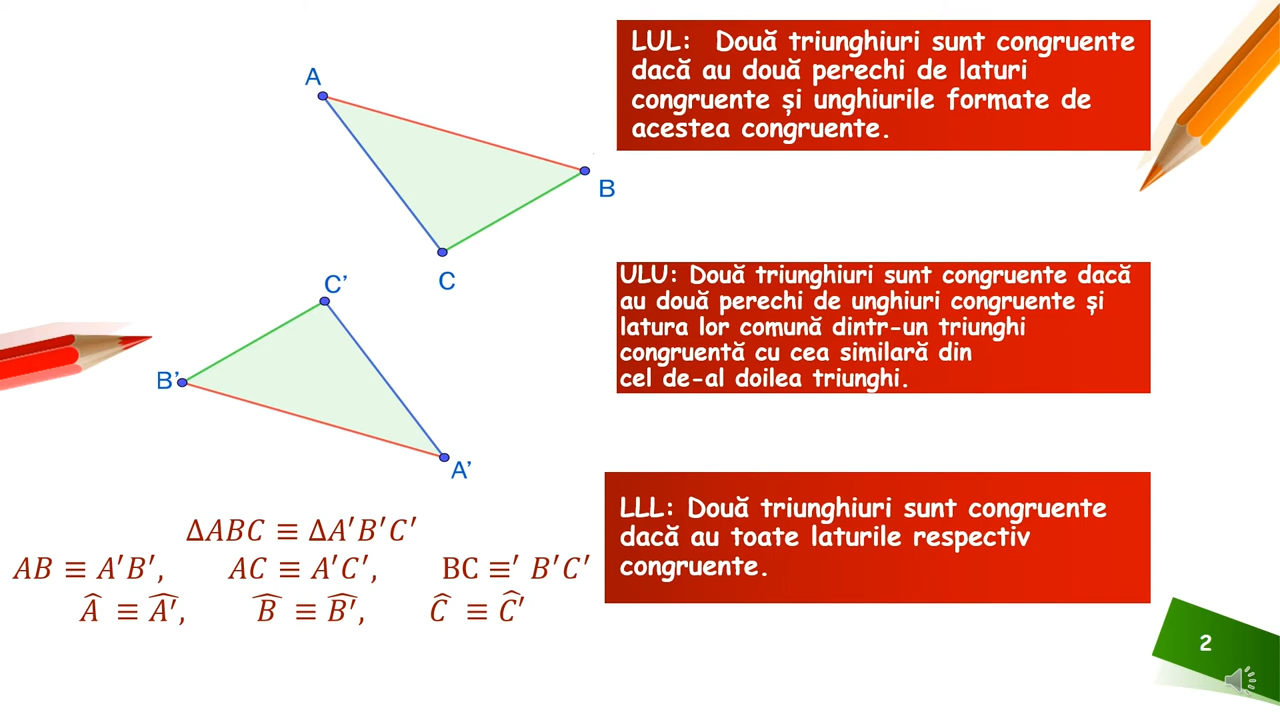 LUL: Două triunghiuri sunt congruente
dacă au două perechi de laturi
congruente și unghiurile formate de
acestea congruente.
A
B
C
ULU: Două triunghiuri sunt congruente dacă
au două perechi de unghiuri congruente și
latura lor comună dintr-un triunghi
congruentă cu cea similară din
cel de-al doilea triunghi.
C’
B’
A’
LLL: Două triunghiuri sunt congruente
dacă au toate laturile respectiv
congruente.
∆ABC ≡ ∆A′B′C′
AB ≡ A′B′, AC ≡ A′C′, BC ≡′ B′C′
Â ≡ Â′, B̂ ≡ B̂′, Ĉ ≡ Ĉ′
2